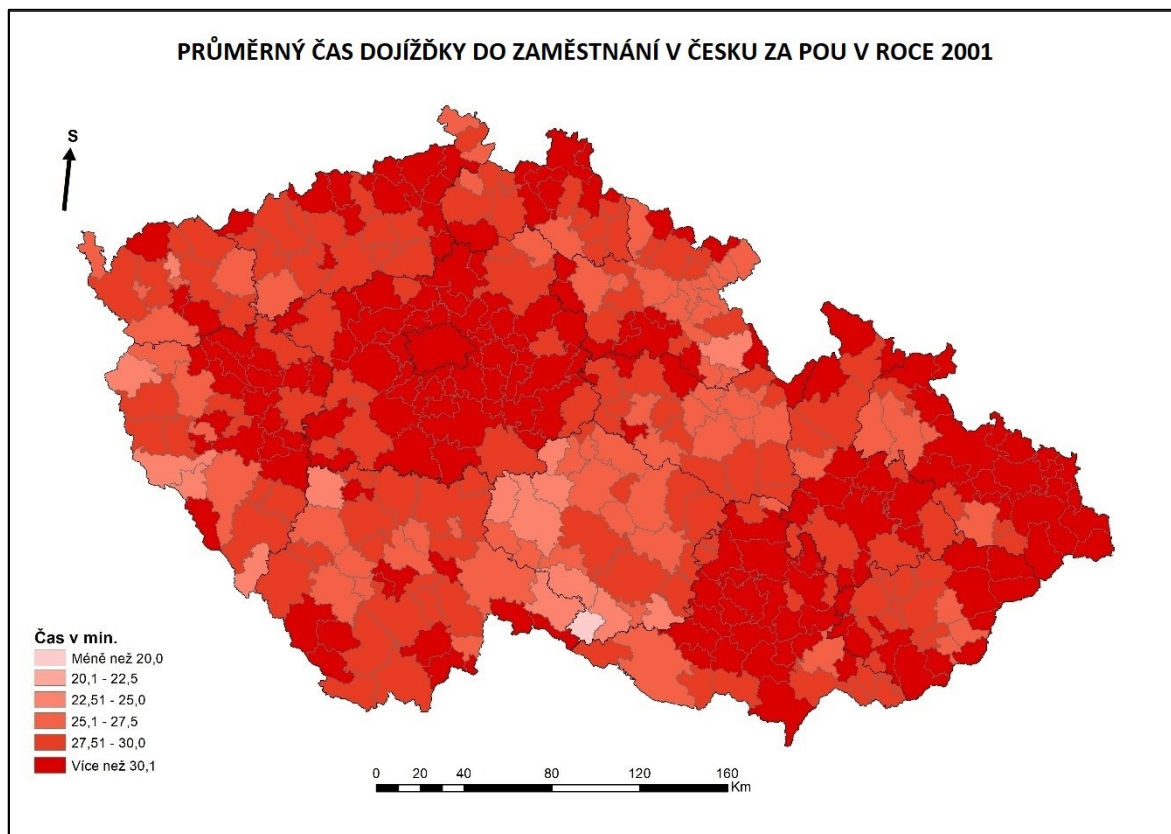 PRŮMĚRNÝ ČAS DOJÍŽĎKY DO ZAMĚSTNÁNÍ V ČESKU ZA POU V ROCE 2001
S
Čas v min.
Méně než 20,0
20,1 - 22,5
22,51 - 25,0
25,1 - 27,5
27,51 - 30,0
Více než 30,1
0 20 40 80 120 160
Km